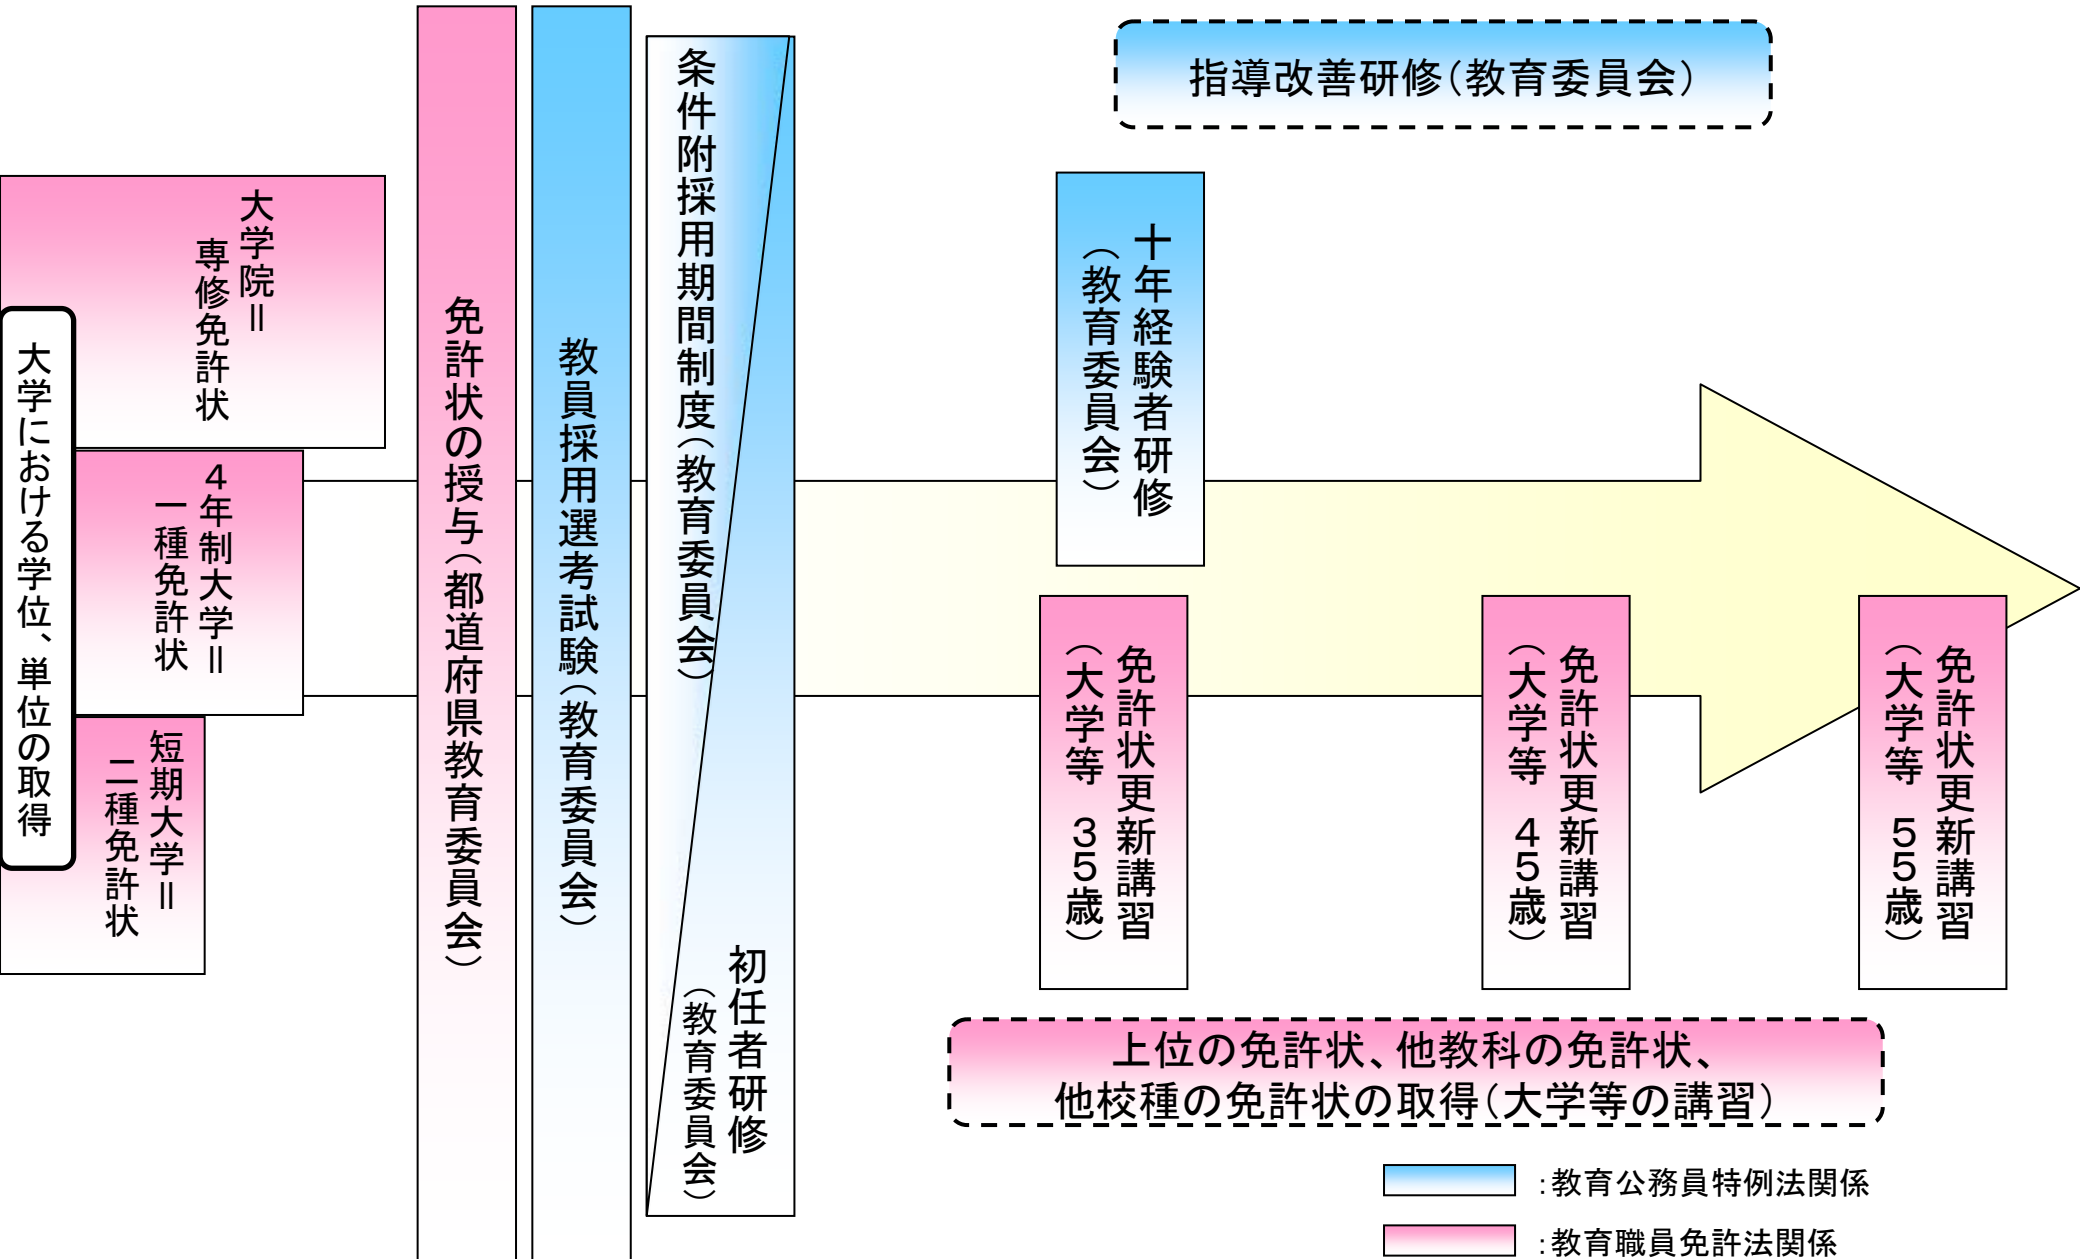 大学における学位、単位の取得
大学院＝
専修免許状
４年制大学＝
一種免許状
短期大学＝
二種免許状
免許状の授与（都道府県教育委員会）
教員採用選考試験（教育委員会）
条件附採用期間制度（教育委員会）
初任者研修
（教育委員会）
指導改善研修（教育委員会）
十年経験者研修
（教育委員会）
免許状更新講習
（大学等　３５歳）
免許状更新講習
（大学等　４５歳）
免許状更新講習
（大学等　５５歳）
上位の免許状、他教科の免許状、
他校種の免許状の取得（大学等の講習）
：教育公務員特例法関係
：教育職員免許法関係